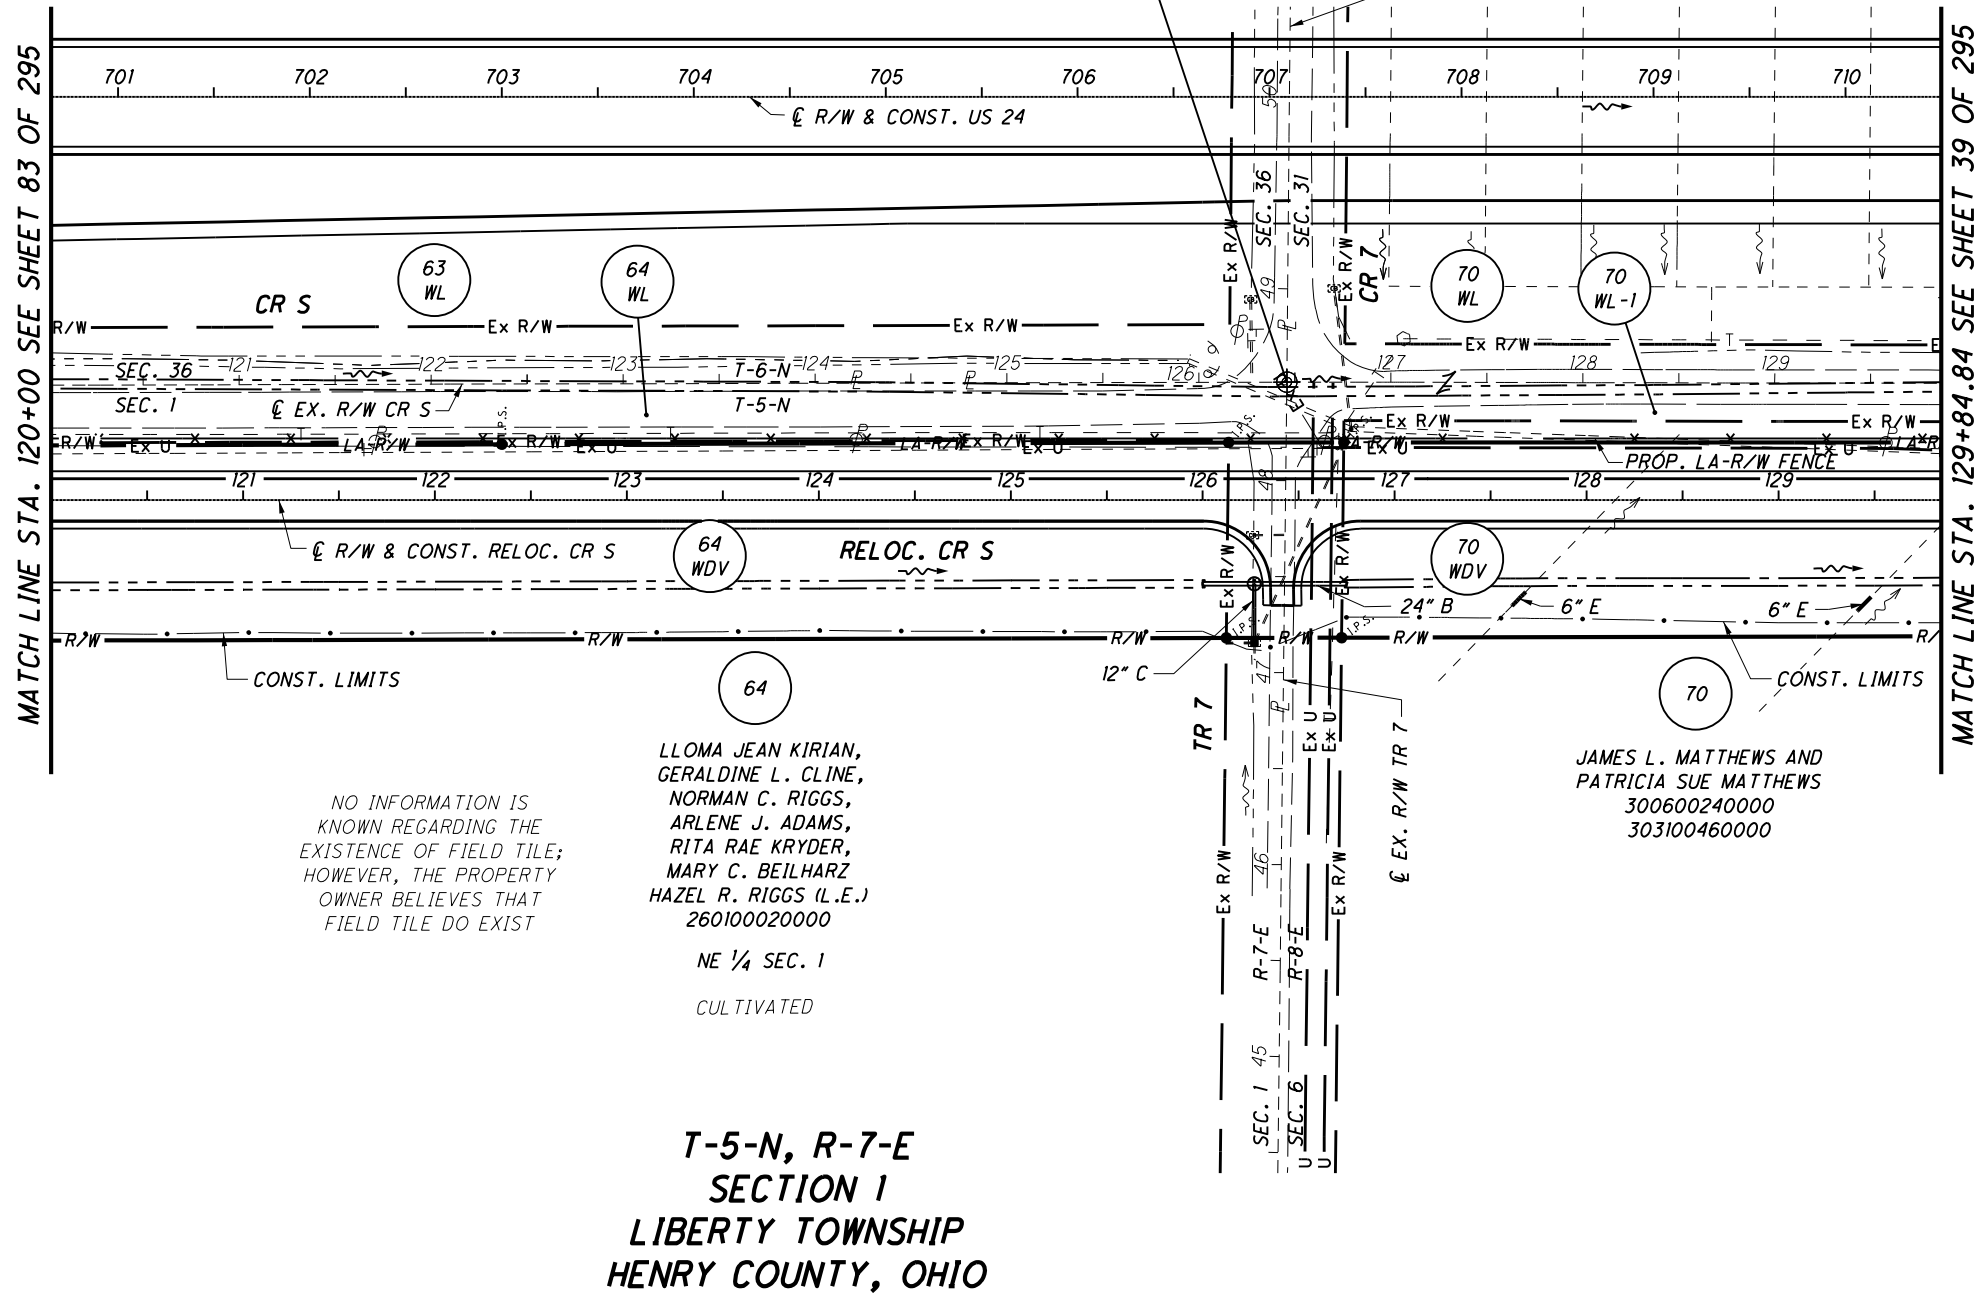 MATCH LINE STA. 120+00 SEE SHEET 83 OF 295
701 702 703 704 705 706 707 708 709 710
℄ R/W & CONST. US 24
50
SEC. 36
SEC. 31
Ex R/W
Ex R/W
CR 7
49
63
WL
64
WL
70
WL
70
WL-1
CR S
R/W Ex R/W Ex R/W Ex R/W
SEC. 36 121 122 123 124 125 126 127 128 129
T-6-N
SEC. 1
℄ EX. R/W CR S
T-5-N
I.P.S. I.P.S. Ex R/W Ex R/W
R/W Ex U LA-R/W Ex R/W Ex U LA-R/W Ex R/W Ex U LA-R/W Ex U Ex U
PROP. LA-R/W FENCE
48
121 122 123 124 125 126 127 128 129
℄ R/W & CONST. RELOC. CR S
64
WDV
RELOC. CR S
70
WDV
Ex R/W
Ex R/W
24" B
6" E
6" E
I.P.S. I.P.S.
R/W R/W R/W R/W R/W R/
CONST. LIMITS
64
12" C
47
70
CONST. LIMITS
TR 7
Ex U
Ex U
℄ EX. R/W TR 7
LLOMA JEAN KIRIAN,
GERALDINE L. CLINE,
NORMAN C. RIGGS,
ARLENE J. ADAMS,
RITA RAE KRYDER,
MARY C. BEILHARZ
HAZEL R. RIGGS (L.E.)
260100020000
NE ¼ SEC. 1
CULTIVATED
NO INFORMATION IS
KNOWN REGARDING THE
EXISTENCE OF FIELD TILE;
HOWEVER, THE PROPERTY
OWNER BELIEVES THAT
FIELD TILE DO EXIST
JAMES L. MATTHEWS AND
PATRICIA SUE MATTHEWS
300600240000
303100460000
Ex R/W
46
Ex R/W
R-7-E
R-8-E
45
SEC. 1
SEC. 6
U
U
T-5-N, R-7-E
SECTION 1
LIBERTY TOWNSHIP
HENRY COUNTY, OHIO
MATCH LINE STA. 129+84.84 SEE SHEET 39 OF 295